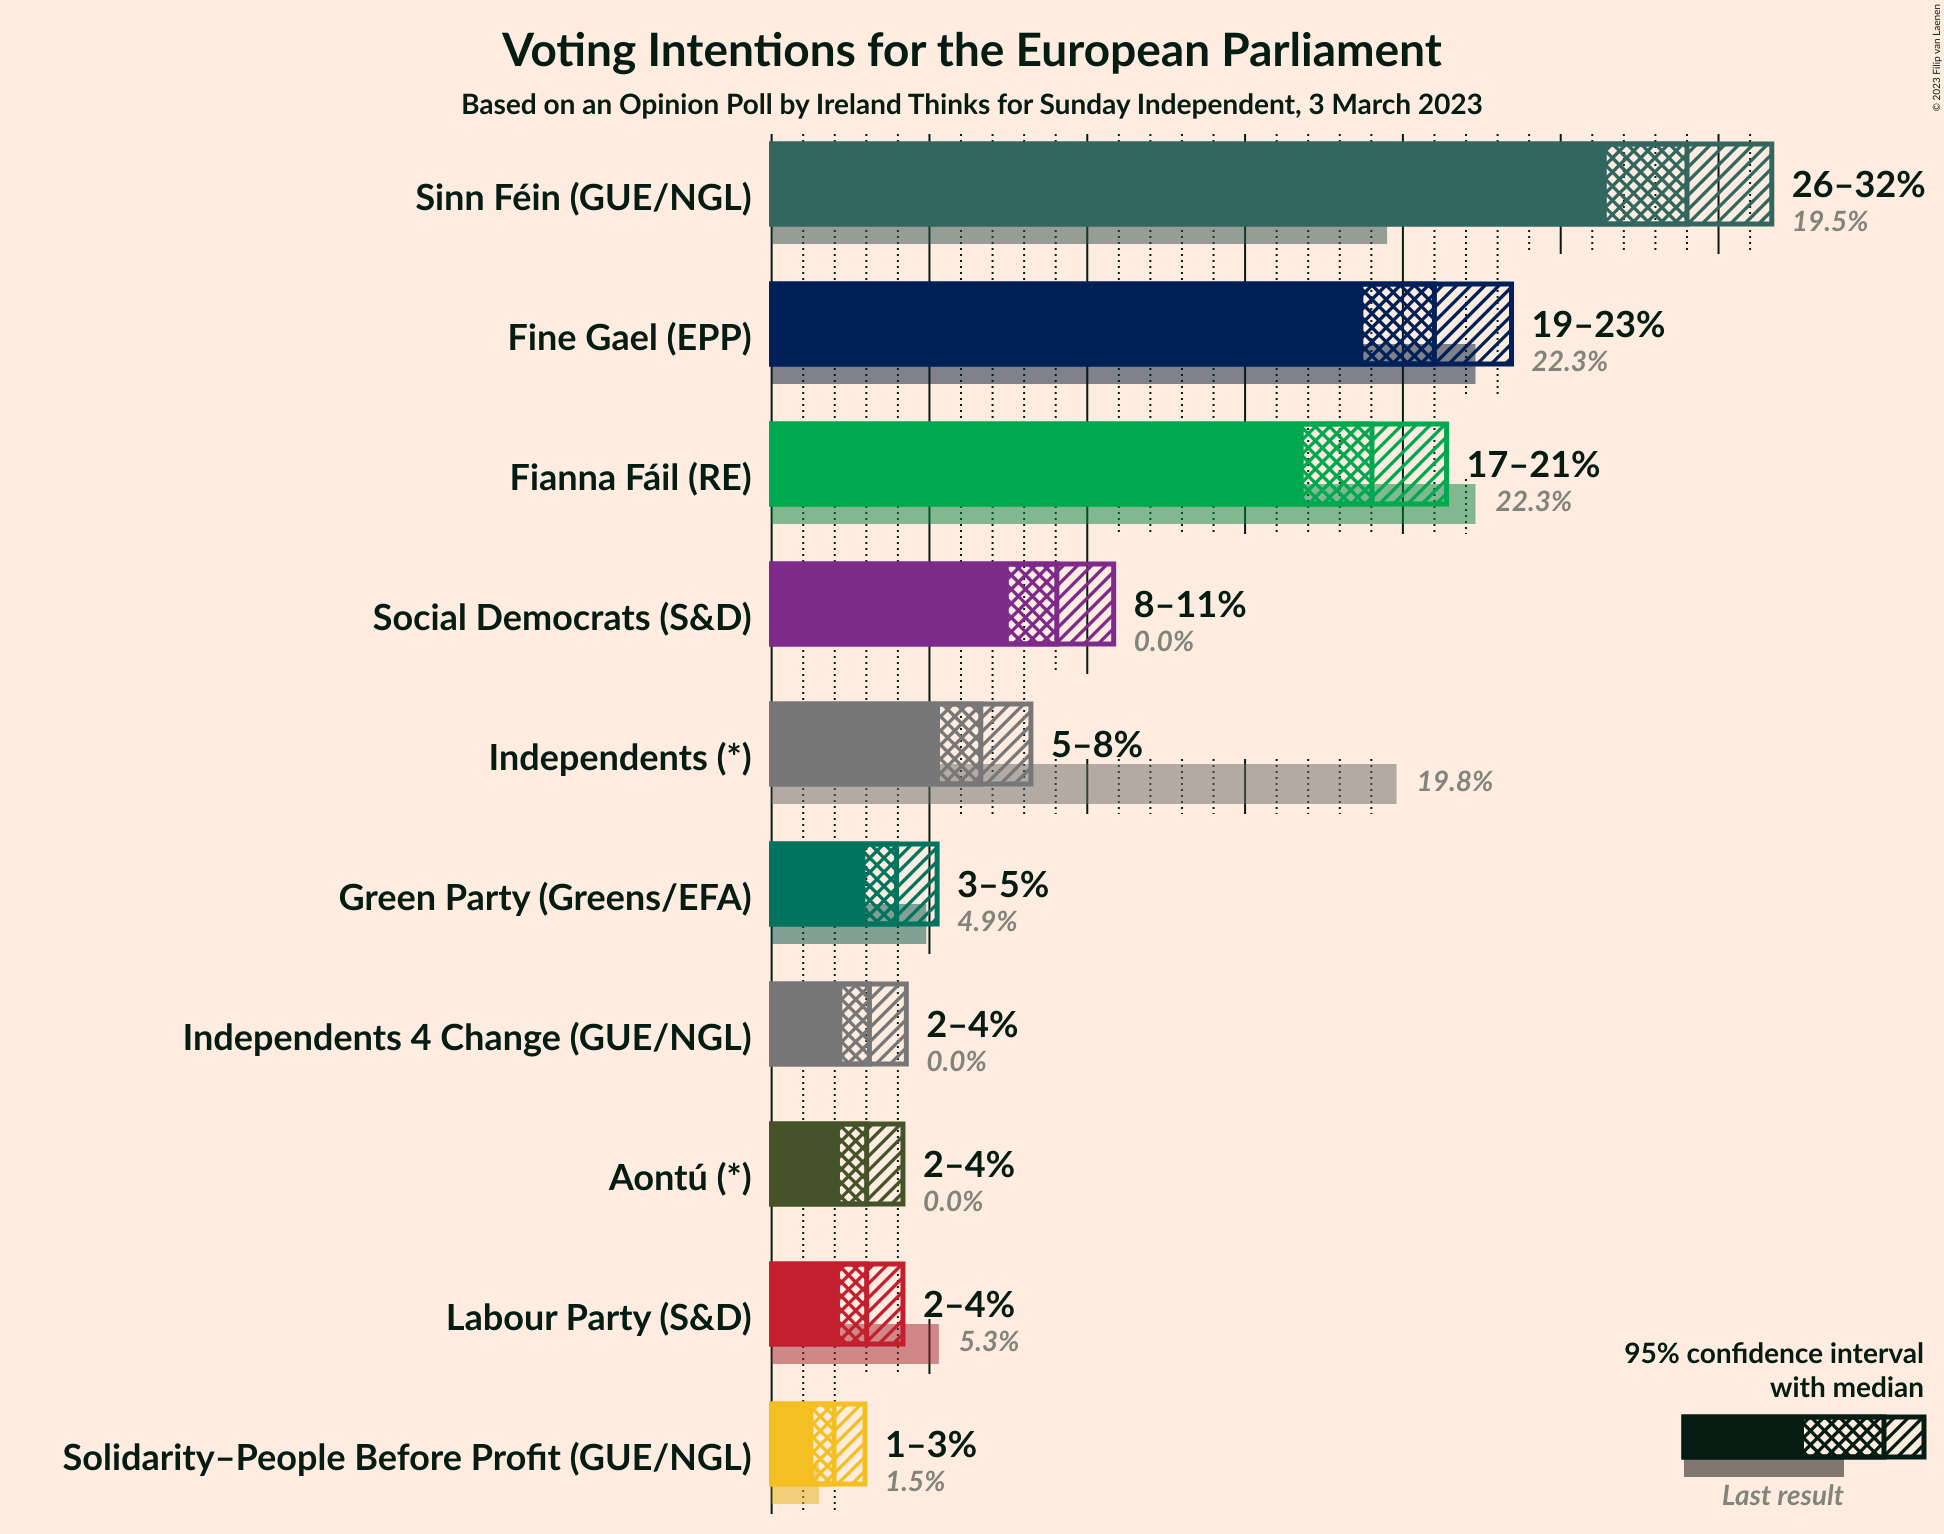 Voting Intentions for the European Parliament
Based on an Opinion Poll by Ireland Thinks for Sunday Independent, 3 March 2023
© 2023 Filip van Laenen
Sinn Féin (GUE/NGL)
26–32%
19.5%
Fine Gael (EPP)
19–23%
22.3%
Fianna Fáil (RE)
17–21%
22.3%
Social Democrats (S&D)
8–11%
0.0%
Independents (*)
5–8%
19.8%
Green Party (Greens/EFA)
3–5%
4.9%
Independents 4 Change (GUE/NGL)
2–4%
0.0%
Aontú (*)
2–4%
0.0%
Labour Party (S&D)
2–4%
5.3%
Solidarity–People Before Profit (GUE/NGL)
1–3%
1.5%
95% confidence interval
with median
Last result